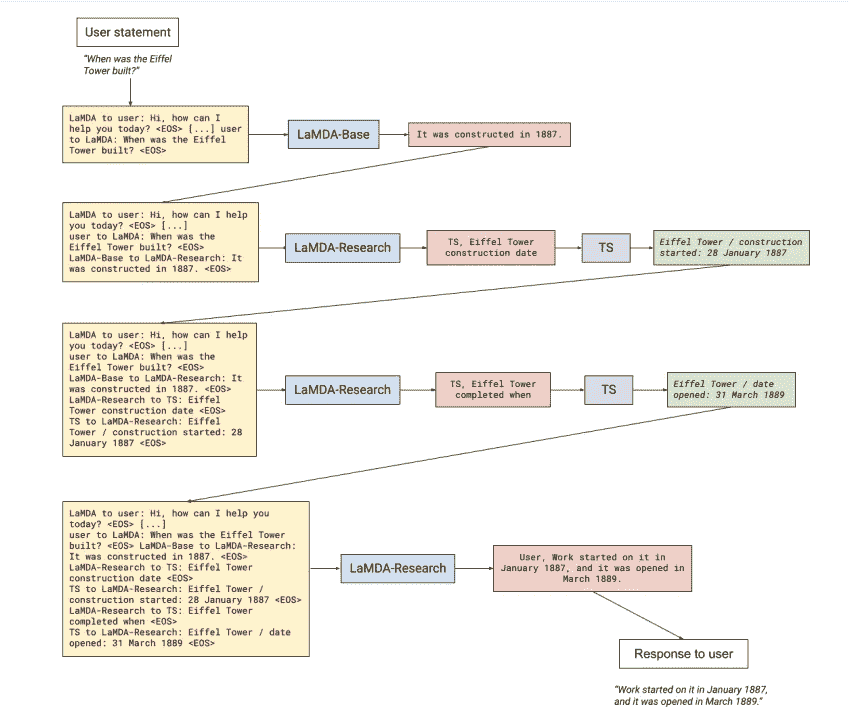 User statement
"When was the Eiffel
Tower built?"
LaMDA to user: Hi, how can I
help you today? <EOS> [...] user
to LaMDA: When was the Eiffel
Tower built? <EOS>
LaMDA-Base
It was constructed in 1887.
LaMDA to user: Hi, how can I help
you today? <EOS> [...]
user to LaMDA: When was the
Eiffel Tower built? <EOS>
LaMDA-Base to LaMDA-Research: It
was constructed in 1887. <EOS>
LaMDA-Research
TS, Eiffel Tower
construction date
TS
Eiffel Tower / construction
started: 28 January 1887
LaMDA to user: Hi, how can I help
you today? <EOS> [...]
user to LaMDA: When was the
Eiffel Tower built? <EOS>
LaMDA-Base to LaMDA-Research: It
was constructed in 1887. <EOS>
LaMDA-Research to TS: Eiffel
Tower construction date <EOS>
TS to LaMDA-Research: Eiffel
Tower / construction started: 28
January 1887 <EOS>
LaMDA-Research
TS, Eiffel Tower
completed when
TS
Eiffel Tower / date
opened: 31 March 1889
LaMDA to user: Hi, how can I help you
today? <EOS> [...]
user to LaMDA: When was the Eiffel Tower
built? <EOS> LaMDA-Base to LaMDA-Research:
It was constructed in 1887. <EOS>
LaMDA-Research to TS: Eiffel Tower
construction date <EOS>
TS to LaMDA-Research: Eiffel Tower /
construction started: 28 January 1887 <EOS>
LaMDA-Research to TS: Eiffel Tower
completed when <EOS>
TS to LaMDA-Research: Eiffel Tower / date
opened: 31 March 1889 <EOS>
LaMDA-Research
User, Work started on it in
January 1887, and it was opened in
March 1889.
Response to user
"Work started on it in January 1887,
and it was opened in March 1889."